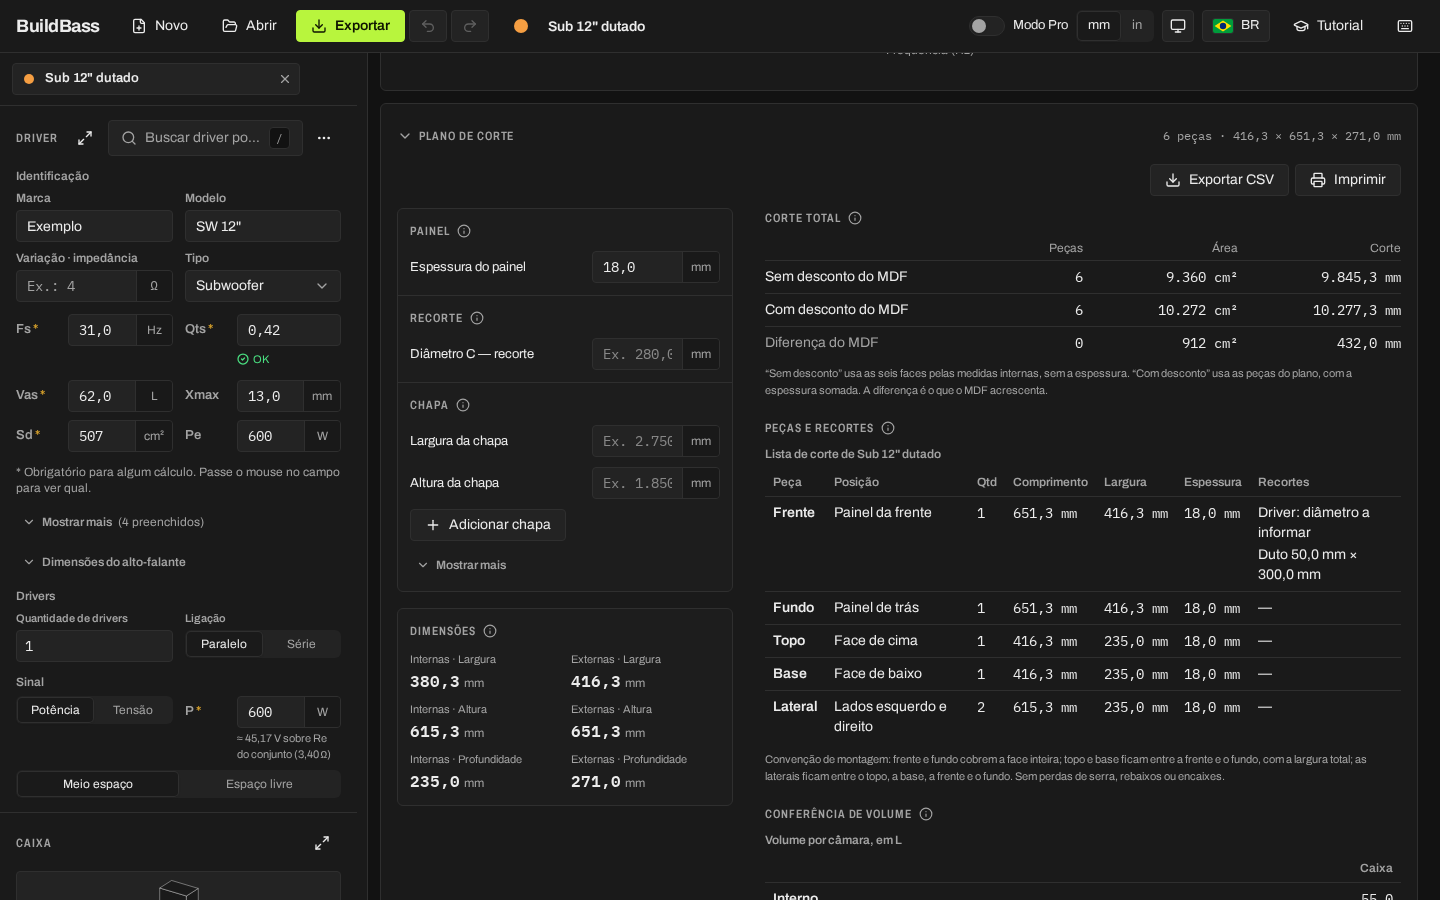 BuildBass
Novo
Abrir
Exportar
Sub 12" dutado
Modo Pro
mm
in
BR
Tutorial
Sub 12" dutado
DRIVER
Buscar driver po...
/
Identificação
Marca
Modelo
Exemplo
SW 12"
Variação · impedância
Tipo
Ex.: 4
Ω
Subwoofer
Fs*
31,0
Hz
Qts*
0,42
OK
Vas*
62,0
L
Xmax
13,0
mm
Sd*
507
cm²
Pe
600
W
* Obrigatório para algum cálculo. Passe o mouse no campo
para ver qual.
Mostrar mais (4 preenchidos)
Dimensões do alto-falante
Drivers
Quantidade de drivers
Ligação
1
Paralelo
Série
Sinal
Potência
Tensão
P*
600
W
≈ 45,17 V sobre Re
do conjunto (3,40 Ω)
Meio espaço
Espaço livre
CAIXA
PLANO DE CORTE
6 peças · 416,3 × 651,3 × 271,0 mm
Exportar CSV
Imprimir
PAINEL
Espessura do painel
18,0
mm
RECORTE
Diâmetro C — recorte
Ex. 280,0
mm
CHAPA
Largura da chapa
Ex. 2.750
mm
Altura da chapa
Ex. 1.850
mm
Adicionar chapa
Mostrar mais
DIMENSÕES
Internas · Largura
Externas · Largura
380,3 mm
416,3 mm
Internas · Altura
Externas · Altura
615,3 mm
651,3 mm
Internas · Profundidade
Externas · Profundidade
235,0 mm
271,0 mm
CORTE TOTAL
Peças Área Corte
Sem desconto do MDF 6 9.360 cm² 9.845,3 mm
Com desconto do MDF 6 10.272 cm² 10.277,3 mm
Diferença do MDF 0 912 cm² 432,0 mm
“Sem desconto” usa as seis faces pelas medidas internas, sem a espessura. “Com desconto” usa as peças do plano, com a
espessura somada. A diferença é o que o MDF acrescenta.
PEÇAS E RECORTES
Lista de corte de Sub 12" dutado
Peça Posição Qtd Comprimento Largura Espessura Recortes
Frente Painel da frente 1 651,3 mm 416,3 mm 18,0 mm Driver: diâmetro a
informar
Duto 50,0 mm ×
300,0 mm
Fundo Painel de trás 1 651,3 mm 416,3 mm 18,0 mm —
Topo Face de cima 1 416,3 mm 235,0 mm 18,0 mm —
Base Face de baixo 1 416,3 mm 235,0 mm 18,0 mm —
Lateral Lados esquerdo e 2 615,3 mm 235,0 mm 18,0 mm —
direito
Convenção de montagem: frente e fundo cobrem a face inteira; topo e base ficam entre a frente e o fundo, com a largura total; as
laterais ficam entre o topo, a base, a frente e o fundo. Sem perdas de serra, rebaixos ou encaixes.
CONFERÊNCIA DE VOLUME
Volume por câmara, em L
Caixa
Interno 55,0